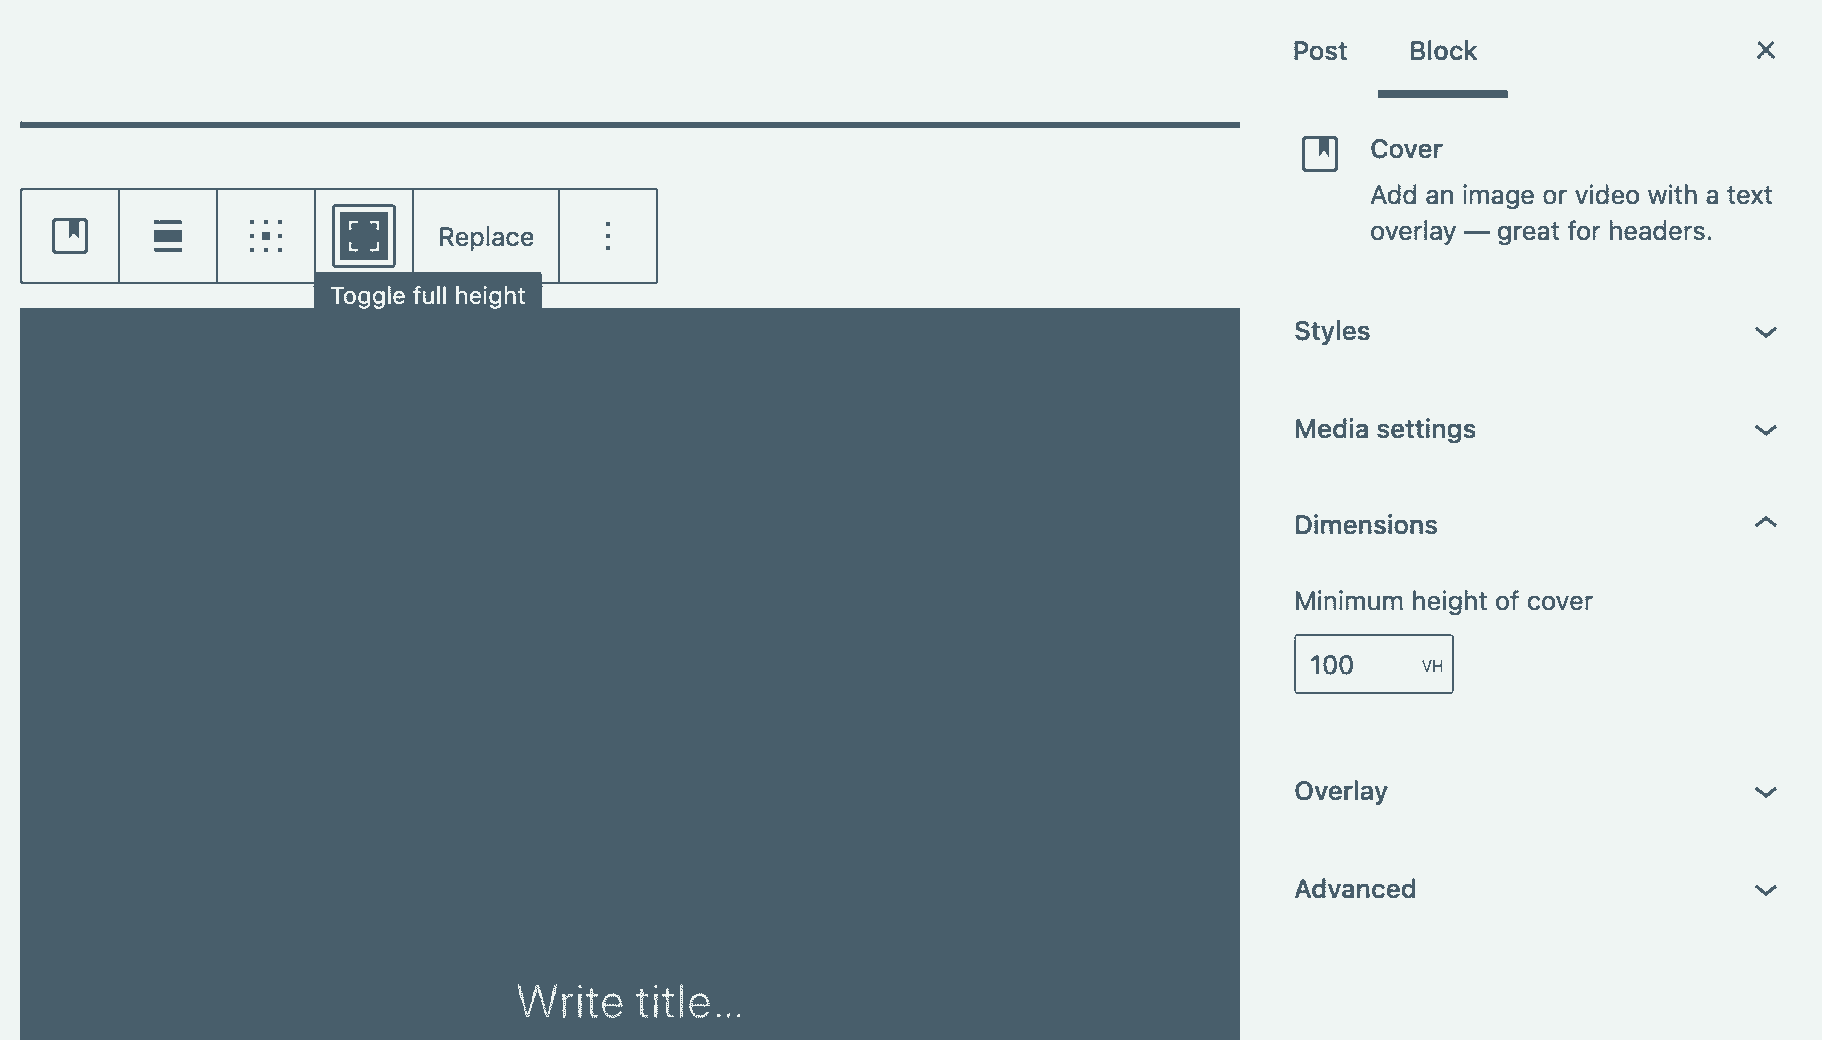 Post Block
Cover
Add an image or video with a text
overlay — great for headers.
Replace
Toggle full height
Styles
Media settings
Dimensions
Minimum height of cover
100 VH
Overlay
Advanced
Write title...